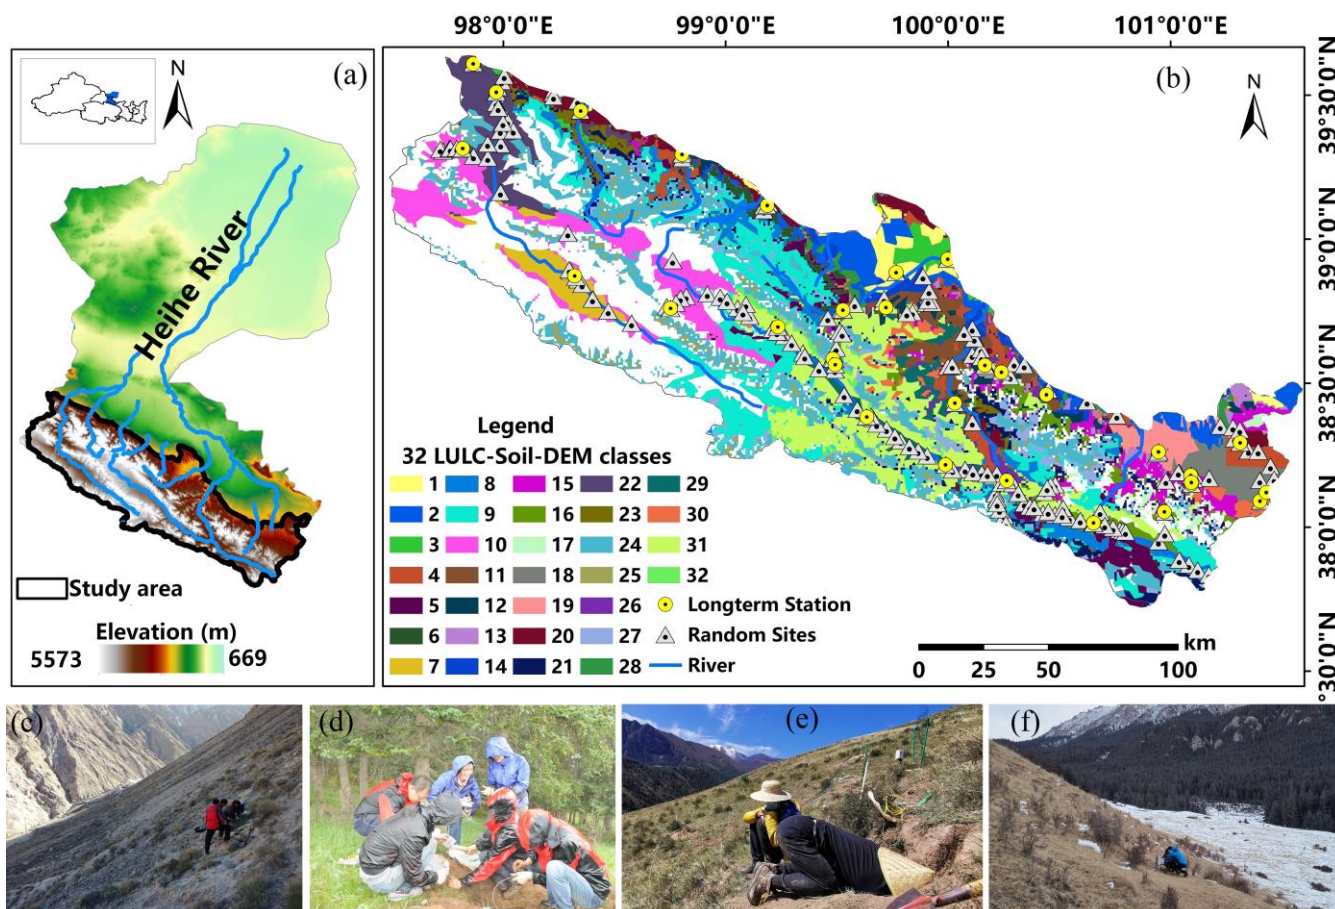 98°0'0"E 99°0'0"E 100°0'0"E 101°0'0"E
(a)
N
Heihe River
Study area
Elevation (m)
5573 669
(b)
N
39°30'0"N
39°0'0"N
38°30'0"N
38°0'0"N
°30'0"N
Legend
32 LULC-Soil-DEM classes
1 8 15 22 29
2 9 16 23 30
3 10 17 24 31
4 11 18 25 32
5 12 19 26 Longterm Station
6 13 20 27 Random Sites
7 14 21 28 River
km
0 25 50 100
(c) (d) (e) (f)